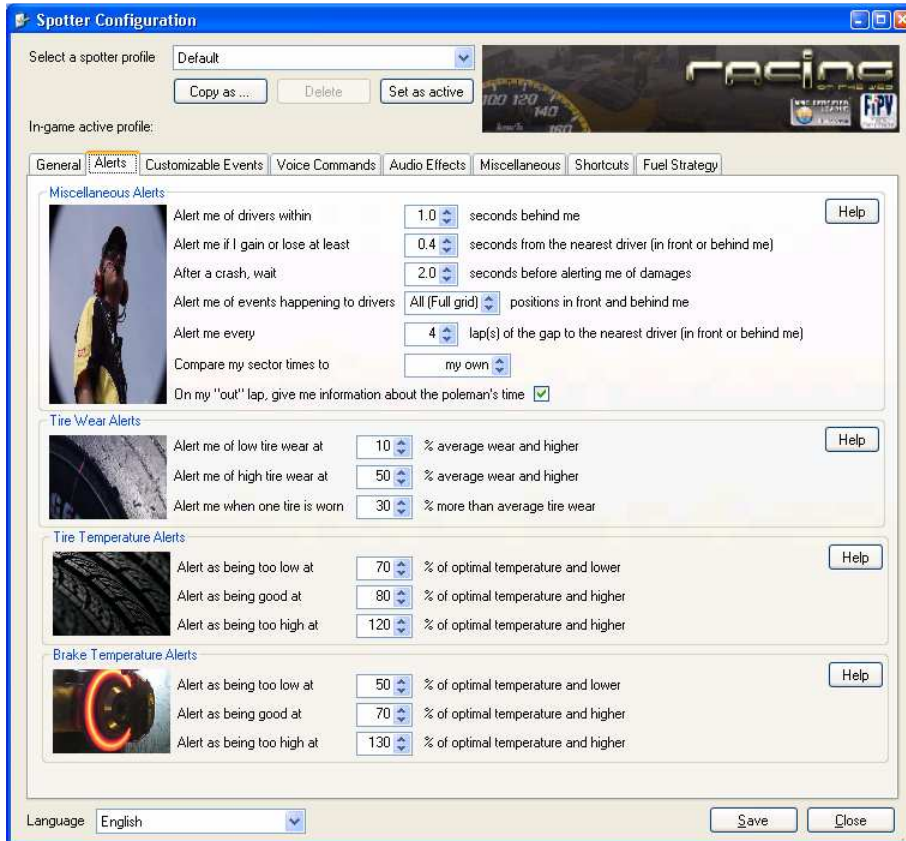 Spotter Configuration
Select a spotter profile Default
Copy as ... Delete Set as active
In-game active profile:
racing
ON THE WEB
100 120 140 160
km/h
FiPV
General Alerts Customizable Events Voice Commands Audio Effects Miscellaneous Shortcuts Fuel Strategy
Miscellaneous Alerts
Help
Alert me of drivers within 1.0 seconds behind me
Alert me if I gain or lose at least 0.4 seconds from the nearest driver (in front or behind me)
After a crash, wait 2.0 seconds before alerting me of damages
Alert me of events happening to drivers All (Full grid) positions in front and behind me
Alert me every 4 lap(s) of the gap to the nearest driver (in front or behind me)
Compare my sector times to my own
On my "out" lap, give me information about the poleman's time
Tire Wear Alerts
Help
Alert me of low tire wear at 10 % average wear and higher
Alert me of high tire wear at 50 % average wear and higher
Alert me when one tire is worn 30 % more than average tire wear
Tire Temperature Alerts
Help
Alert as being too low at 70 % of optimal temperature and lower
Alert as being good at 80 % of optimal temperature and higher
Alert as being too high at 120 % of optimal temperature and higher
Brake Temperature Alerts
Help
Alert as being too low at 50 % of optimal temperature and lower
Alert as being good at 70 % of optimal temperature and higher
Alert as being too high at 130 % of optimal temperature and higher
Language English
Save Close